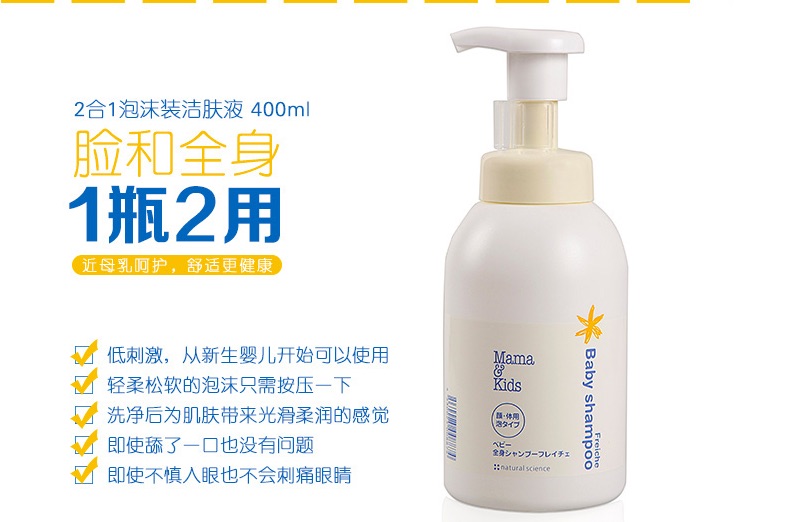 2合1泡沫装洁肤液 400ml
脸和全身
1瓶2用
近母乳呵护，舒适更健康
低刺激，从新生婴儿开始可以使用
轻柔松软的泡沫只需按压一下
洗净后为肌肤带来光滑柔润的感觉
即使舔了一口也没有问题
即使不慎入眼也不会刺痛眼睛
Mama
&
Kids
顔・体用
泡タイプ
ベビー
全身シャンプーフレイチェ
natural science
Baby shampoo
Freiche